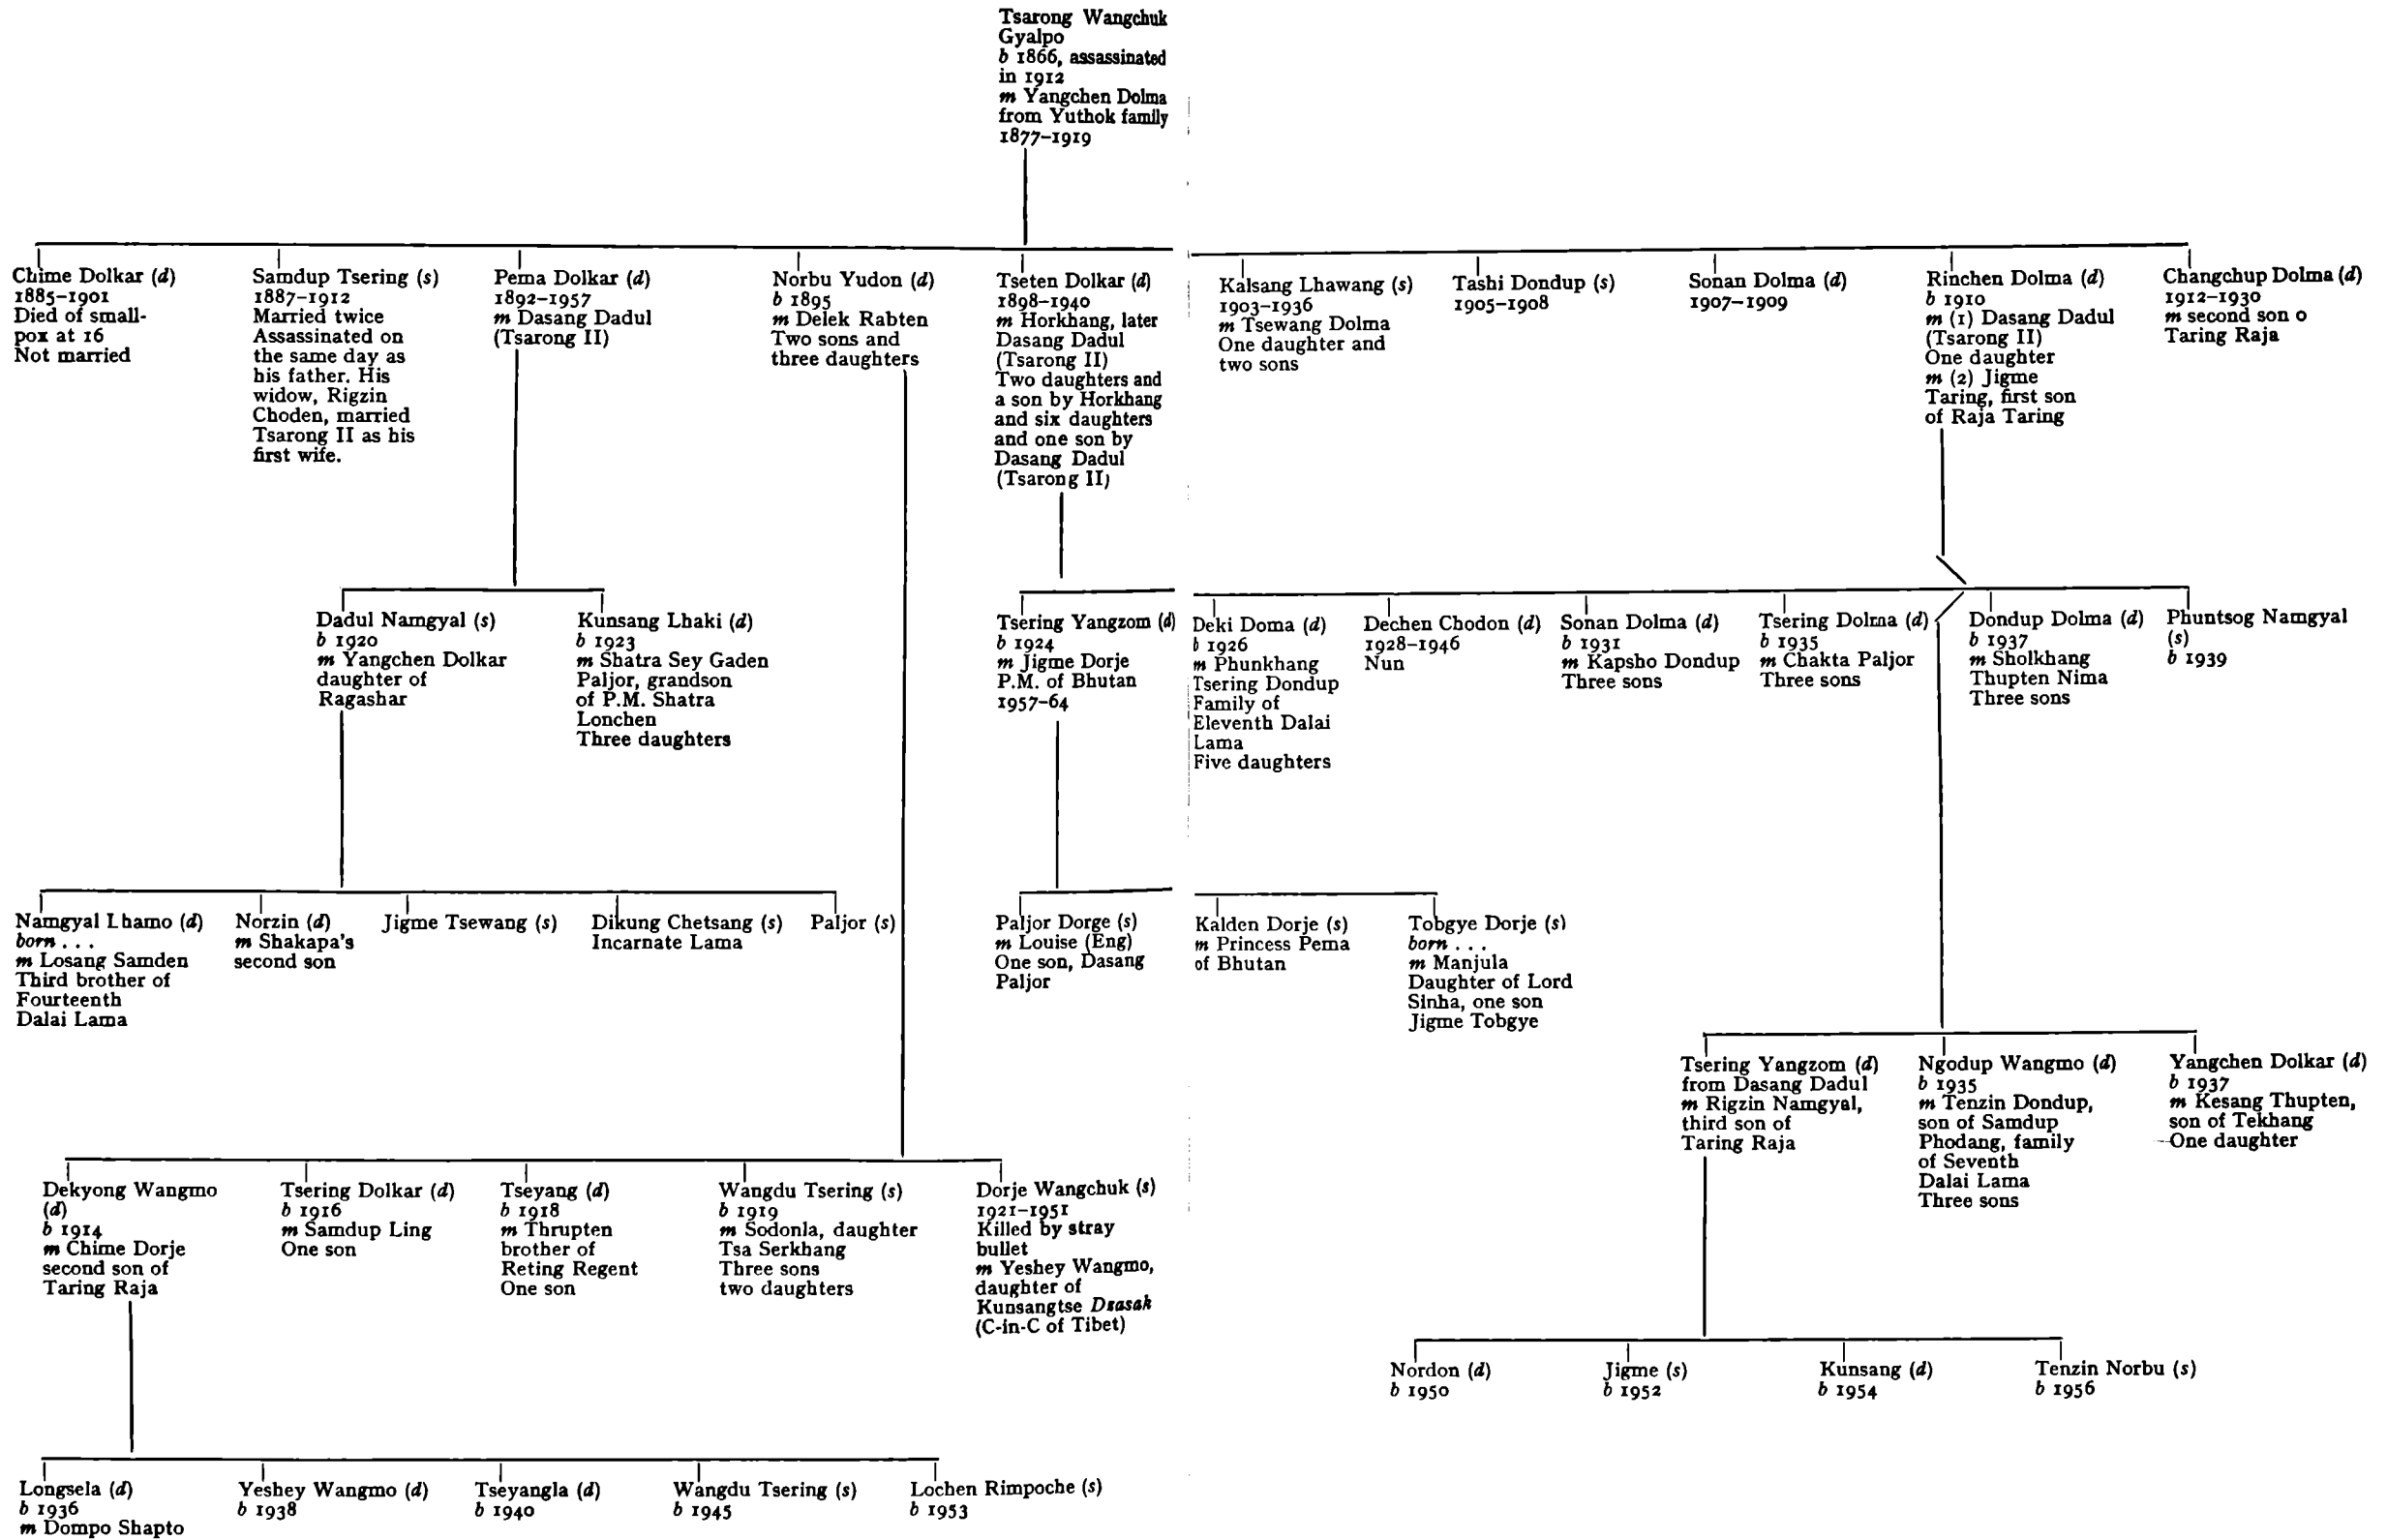 Tsarong Wangchuk
Gyalpo
b 1866, assassinated
in 1912
m Yangchen Dolma
from Yuthok family
1877–1919
Chime Dolkar (d)
1885–1901
Died of small-
pox at 16
Not married
Samdup Tsering (s)
1887–1912
Married twice
Assassinated on
the same day as
his father. His
widow, Rigzin
Choden, married
Tsarong II as his
first wife.
Pema Dolkar (d)
1892–1957
m Dasang Dadul
(Tsarong II)
Norbu Yudon (d)
b 1895
m Delek Rabten
Two sons and
three daughters
Tseten Dolkar (d)
1898–1940
m Horkhang, later
Dasang Dadul
(Tsarong II)
Two daughters and
a son by Horkhang
and six daughters
and one son by
Dasang Dadul
(Tsarong II)
Kalsang Lhawang (s)
1903–1936
m Tsewang Dolma
One daughter and
two sons
Tashi Dondup (s)
1905–1908
Sonan Dolma (d)
1907–1909
Rinchen Dolma (d)
b 1910
m (1) Dasang Dadul
(Tsarong II)
One daughter
m (2) Jigme
Taring, first son
of Raja Taring
Changchup Dolma (d)
1912–1930
m second son o
Taring Raja
Dadul Namgyal (s)
b 1920
m Yangchen Dolkar
daughter of
Ragashar
Kunsang Lhaki (d)
b 1923
m Shatra Sey Gaden
Paljor, grandson
of P.M. Shatra
Lonchen
Three daughters
Tsering Yangzom (d)
b 1924
m Jigme Dorje
P.M. of Bhutan
1957–64
Deki Doma (d)
b 1926
m Phunkhang
Tsering Dondup
Family of
Eleventh Dalai
Lama
Five daughters
Dechen Chodon (d)
1928–1946
Nun
Sonan Dolma (d)
b 1931
m Kapsho Dondup
Three sons
Tsering Dolma (d)
b 1935
m Chakta Paljor
Three sons
Dondup Dolma (d)
b 1937
m Sholkhang
Thupten Nima
Three sons
Phuntsog Namgyal
(s)
b 1939
Namgyal Lhamo (d)
born . . .
m Losang Samden
Third brother of
Fourteenth
Dalai Lama
Norzin (d)
m Shakapa's
second son
Jigme Tsewang (s)
Dikung Chetsang (s)
Incarnate Lama
Paljor (s)
Paljor Dorge (s)
m Louise (Eng)
One son, Dasang
Paljor
Kalden Dorje (s)
m Princess Pema
of Bhutan
Tobgye Dorje (s)
born . . .
m Manjula
Daughter of Lord
Sinha, one son
Jigme Tobgye
Tsering Yangzom (d)
from Dasang Dadul
m Rigzin Namgyal,
third son of
Taring Raja
Ngodup Wangmo (d)
b 1935
m Tenzin Dondup,
son of Samdup
Phodang, family
of Seventh
Dalai Lama
Three sons
Yangchen Dolkar (d)
b 1937
m Kesang Thupten,
son of Tekhang
One daughter
Dekyong Wangmo
(d)
b 1914
m Chime Dorje
second son of
Taring Raja
Tsering Dolkar (d)
b 1916
m Samdup Ling
One son
Tseyang (d)
b 1918
m Thrupten
brother of
Reting Regent
One son
Wangdu Tsering (s)
b 1919
m Sodonla, daughter
Tsa Serkhang
Three sons
two daughters
Dorje Wangchuk (s)
1921–1951
Killed by stray
bullet
m Yeshey Wangmo,
daughter of
Kunsangtse Dzasak
(C-in-C of Tibet)
Nordon (d)
b 1950
Jigme (s)
b 1952
Kunsang (d)
b 1954
Tenzin Norbu (s)
b 1956
Longsela (d)
b 1936
m Dompo Shapto
Yeshey Wangmo (d)
b 1938
Tseyangla (d)
b 1940
Wangdu Tsering (s)
b 1945
Lochen Rimpoche (s)
b 1953